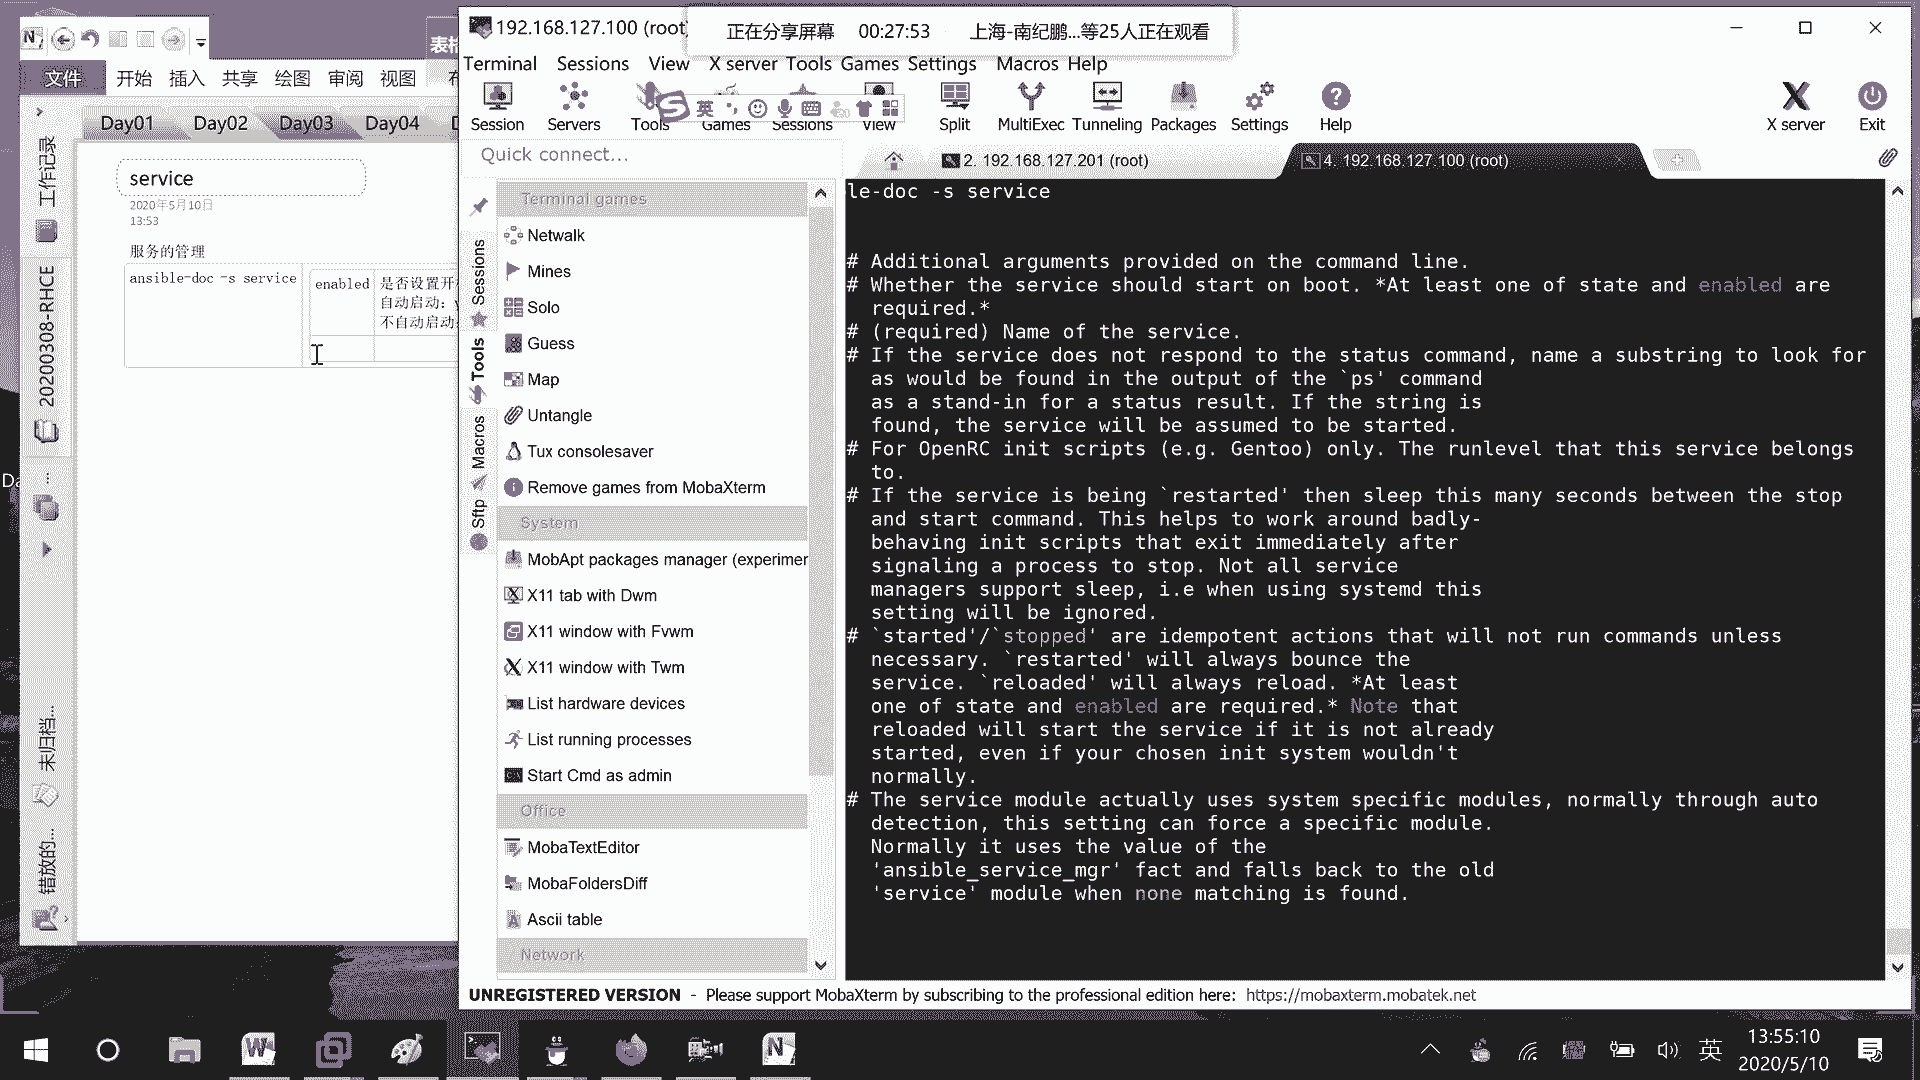 192.168.127.100 (root)
正在分享屏幕 00:27:53 上海-南纪鹏...等25人正在观看
表格
文件 开始 插入 共享 绘图 审阅 视图
Terminal Sessions View X server Tools Games Settings Macros Help
英
Session Servers Tools Games Sessions View Split MultiExec Tunneling Packages Settings Help X server Exit
Day01 Day02 Day03 Day04
Quick connect...
2. 192.168.127.201 (root)
4. 192.168.127.100 (root)
工作记录
20200308-RHCE
未归档...
错放的...
service
2020年5月10日
13:53
服务的管理
ansible-doc -s service
enabled
是否设置开
自动启动:
不自动启动
Sessions
Tools
Macros
Sftp
Terminal games
Netwalk
Mines
Solo
Guess
Map
Untangle
Tux consolesaver
Remove games from MobaXterm
System
MobApt packages manager (experimer
X11 tab with Dwm
X11 window with Fvwm
X11 window with Twm
List hardware devices
List running processes
Start Cmd as admin
Office
MobaTextEditor
MobaFoldersDiff
Ascii table
Network
le-doc -s service
# Additional arguments provided on the command line.
# Whether the service should start on boot. *At least one of state and enabled are
required.*
# (required) Name of the service.
# If the service does not respond to the status command, name a substring to look for
as would be found in the output of the `ps' command
as a stand-in for a status result. If the string is
found, the service will be assumed to be started.
# For OpenRC init scripts (e.g. Gentoo) only. The runlevel that this service belongs
to.
# If the service is being `restarted' then sleep this many seconds between the stop
and start command. This helps to work around badly-
behaving init scripts that exit immediately after
signaling a process to stop. Not all service
managers support sleep, i.e when using systemd this
setting will be ignored.
# `started'/`stopped' are idempotent actions that will not run commands unless
necessary. `restarted' will always bounce the
service. `reloaded' will always reload. *At least
one of state and enabled are required.* Note that
reloaded will start the service if it is not already
started, even if your chosen init system wouldn't
normally.
# The service module actually uses system specific modules, normally through auto
detection, this setting can force a specific module.
Normally it uses the value of the
'ansible_service_mgr' fact and falls back to the old
'service' module when none matching is found.
UNREGISTERED VERSION - Please support MobaXterm by subscribing to the professional edition here: https://mobaxterm.mobatek.net
英
13:55:10
2020/5/10